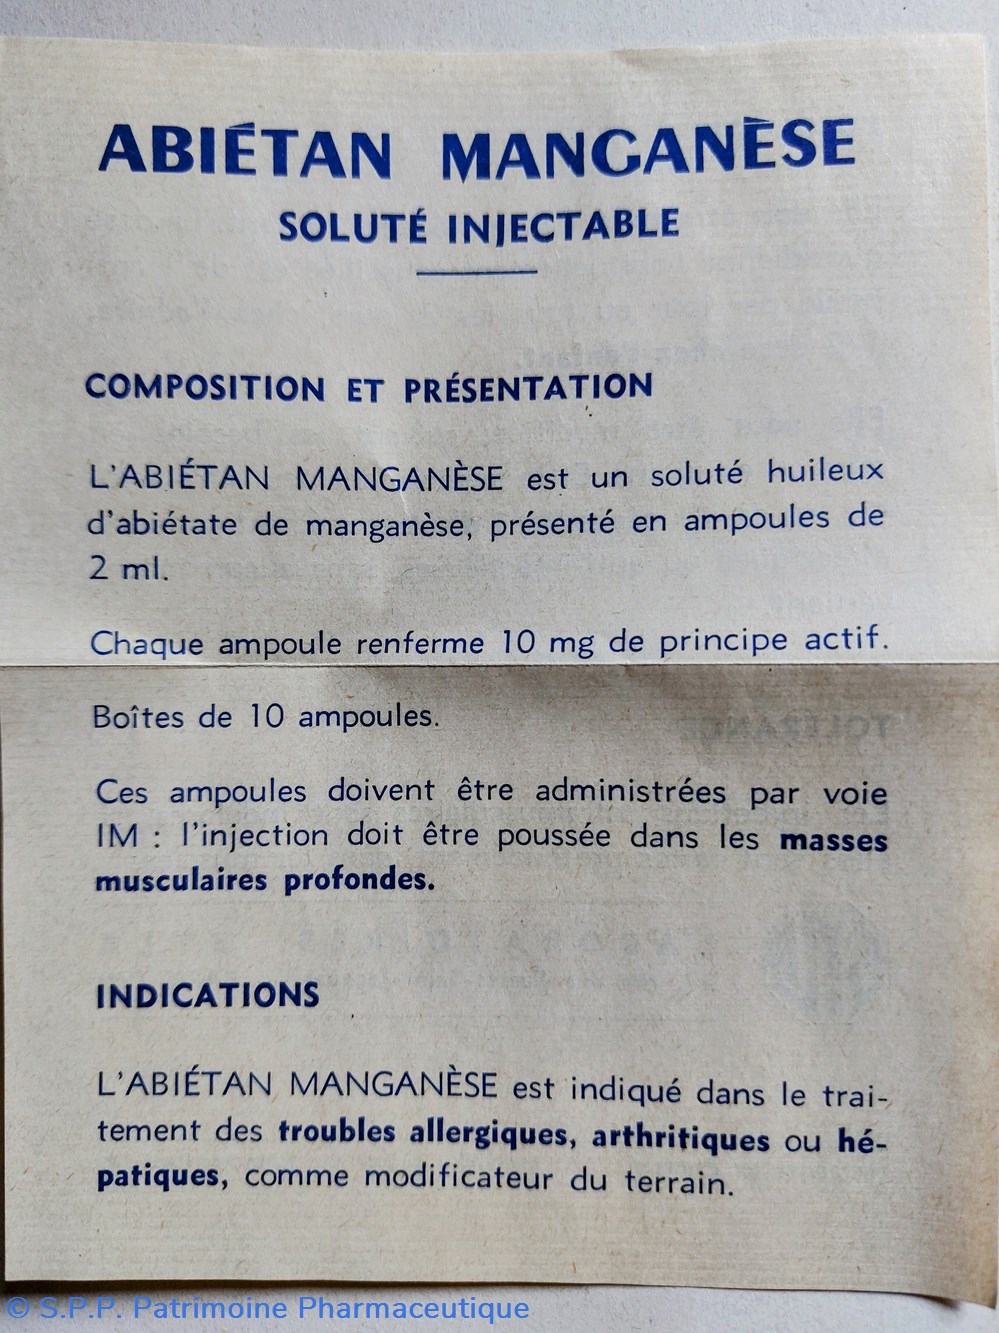 ABIÉTAN MANGANÈSE
SOLUTÉ INJECTABLE
COMPOSITION ET PRÉSENTATION
L'ABIÉTAN MANGANÈSE est un soluté huileux
d'abiétate de manganèse, présenté en ampoules de
2 ml.
Chaque ampoule renferme 10 mg de principe actif.
Boîtes de 10 ampoules.
Ces ampoules doivent être administrées par voie
IM : l'injection doit être poussée dans les masses
musculaires profondes.
INDICATIONS
L'ABIÉTAN MANGANÈSE est indiqué dans le trai-
tement des troubles allergiques, arthritiques ou hé-
patiques, comme modificateur du terrain.
© S.P.P. Patrimoine Pharmaceutique